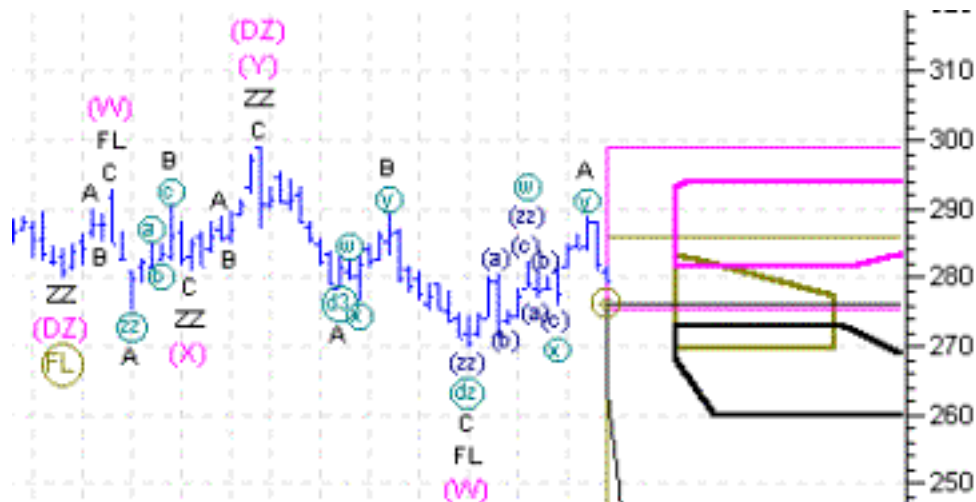 (DZ)
(Y)
ZZ
C
(W)
FL
C
A
B
ZZ
(DZ)
FL
zz
A
a
b
B
c
C
ZZ
(X)
A
B
w
x
A
B
y
(zz)
dz
C
FL
(W)
(a)
(b)
w
(zz)
(c)
(b)
(a)
(c)
x
A
y
310
300
290
280
270
260
250